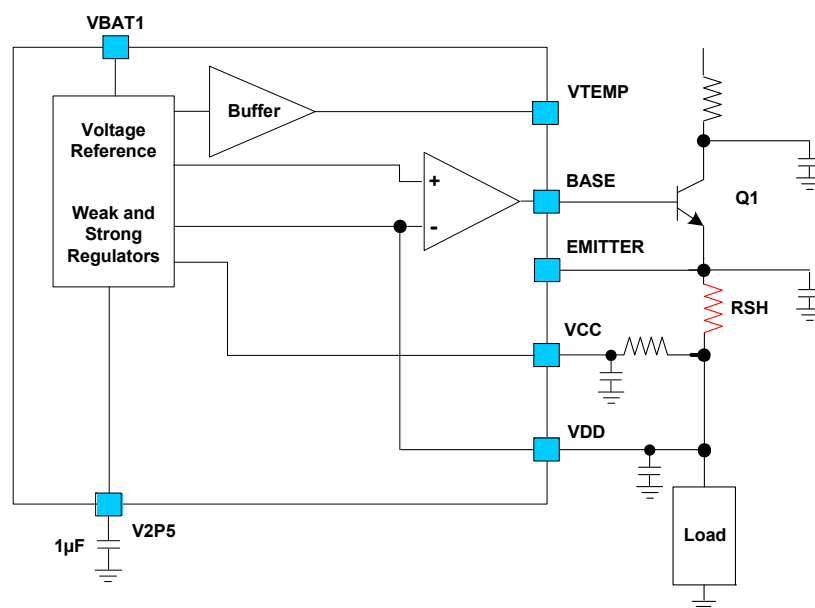 VBAT1
Buffer
VTEMP
Voltage
Reference
+
BASE
Q1
Weak and
Strong
Regulators
-
EMITTER
RSH
VCC
VDD
V2P5
1µF
Load